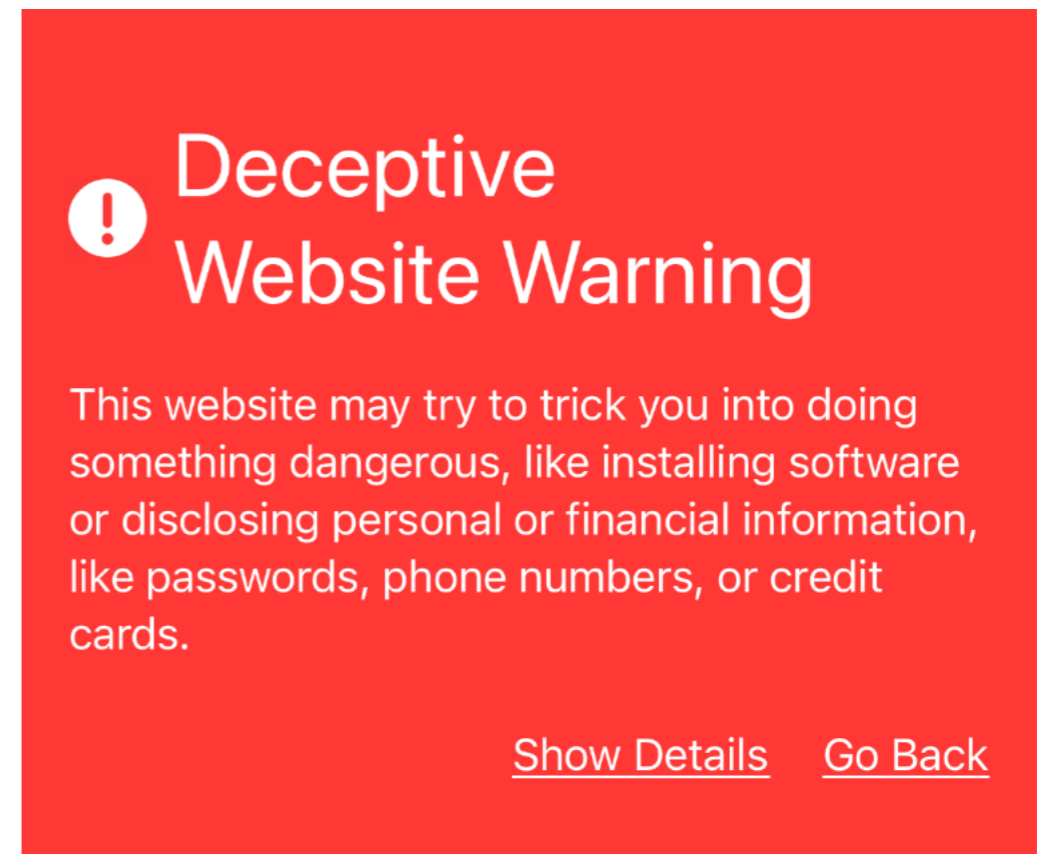 Deceptive
Website Warning
This website may try to trick you into doing
something dangerous, like installing software
or disclosing personal or financial information,
like passwords, phone numbers, or credit
cards.
Show Details Go Back